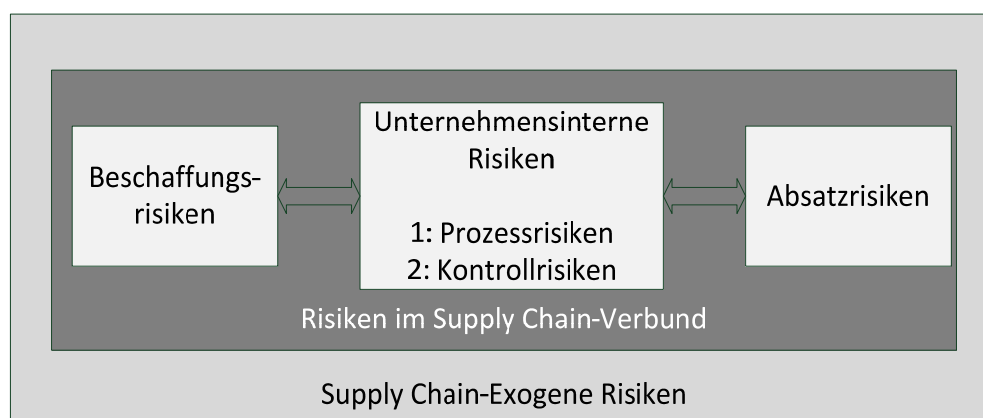 Beschaffungs-
risiken
Unternehmensinterne
Risiken
1: Prozessrisiken
2: Kontrollrisiken
Absatzrisiken
Risiken im Supply Chain-Verbund
Supply Chain-Exogene Risiken